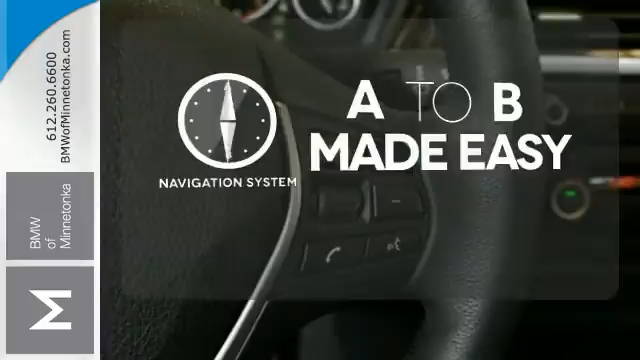 612.260.6600
BMWofMinnetonka.com
BMW
of
Minnetonka
M
NAVIGATION SYSTEM
A TO B
MADE EASY